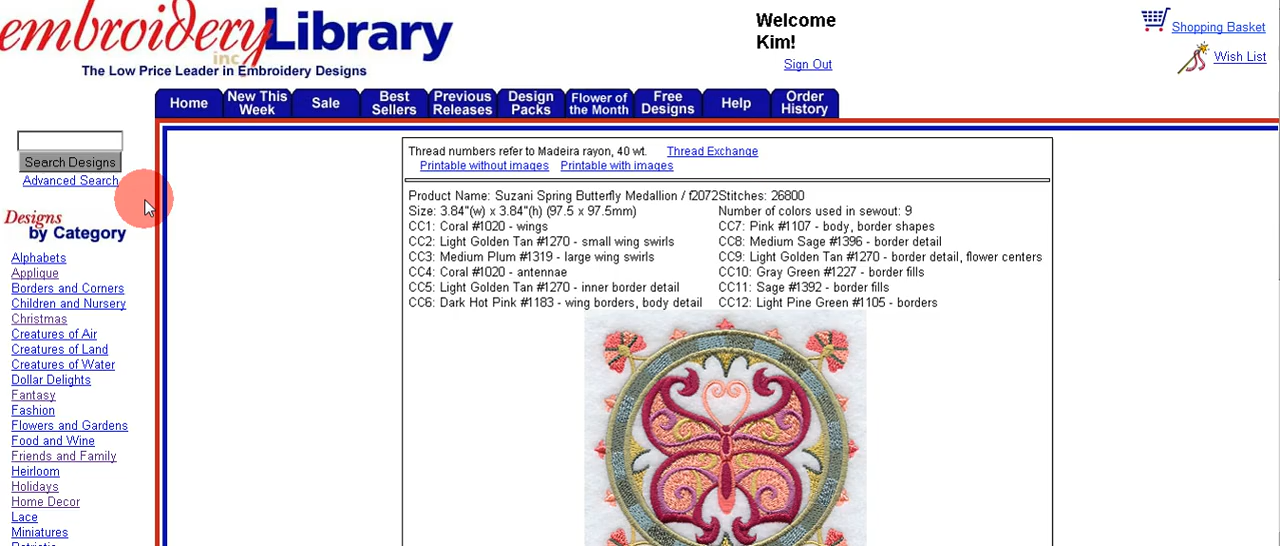 embroidery Library
inc
The Low Price Leader in Embroidery Designs
Welcome
Kim!
Sign Out
Shopping Basket
Wish List
Home
New This
Week
Sale
Best
Sellers
Previous
Releases
Design
Packs
Flower of
the Month
Free
Designs
Help
Order
History
Search Designs
Advanced Search
Designs
by Category
Alphabets
Applique
Borders and Corners
Children and Nursery
Christmas
Creatures of Air
Creatures of Land
Creatures of Water
Dollar Delights
Fantasy
Fashion
Flowers and Gardens
Food and Wine
Friends and Family
Heirloom
Holidays
Home Decor
Lace
Miniatures
Patriotic
Thread numbers refer to Madeira rayon, 40 wt. Thread Exchange
Printable without images Printable with images
Product Name: Suzani Spring Butterfly Medallion / f2072 Stitches: 26800
Size: 3.84"(w) x 3.84"(h) (97.5 x 97.5mm) Number of colors used in sewout: 9
CC1: Coral #1020 - wings CC7: Pink #1107 - body, border shapes
CC2: Light Golden Tan #1270 - small wing swirls CC8: Medium Sage #1396 - border detail
CC3: Medium Plum #1319 - large wing swirls CC9: Light Golden Tan #1270 - border detail, flower centers
CC4: Coral #1020 - antennae CC10: Gray Green #1227 - border fills
CC5: Light Golden Tan #1270 - inner border detail CC11: Sage #1392 - border fills
CC6: Dark Hot Pink #1183 - wing borders, body detail CC12: Light Pine Green #1105 - borders